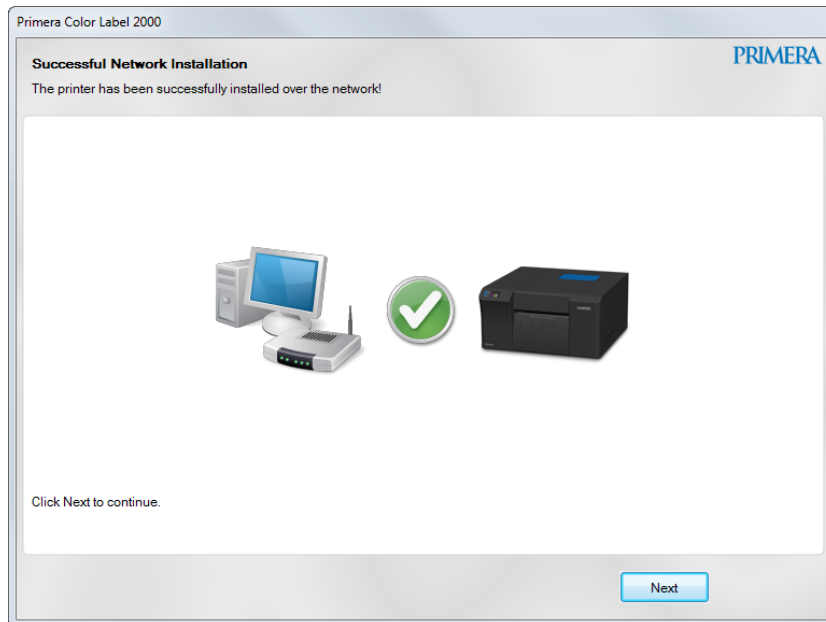 Primera Color Label 2000
PRIMERA
Successful Network Installation
The printer has been successfully installed over the network!
Click Next to continue.
Next